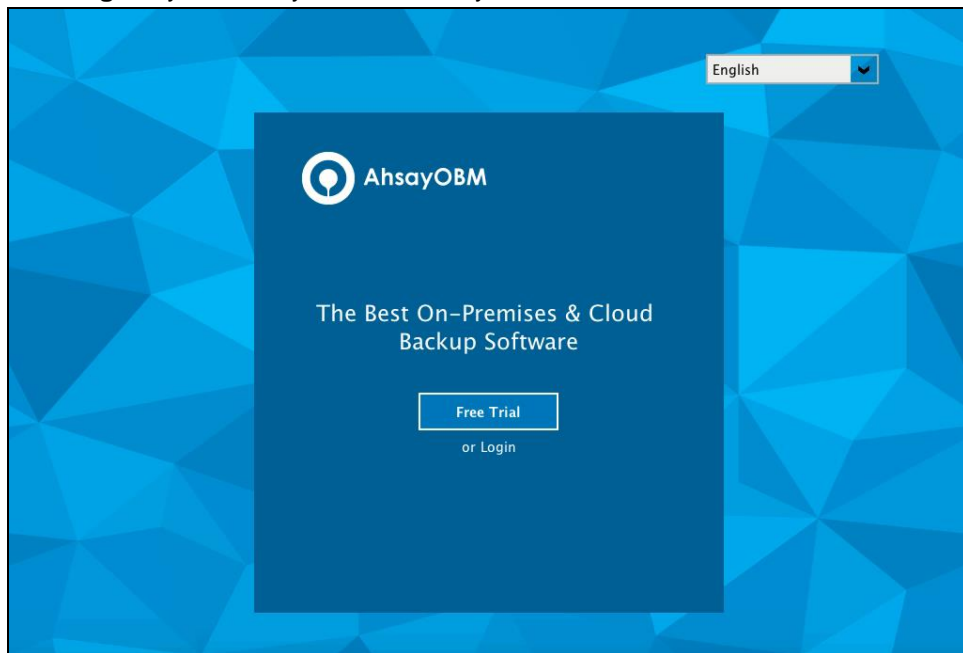 English
AhsayOBM
The Best On-Premises & Cloud
Backup Software
Free Trial
or Login